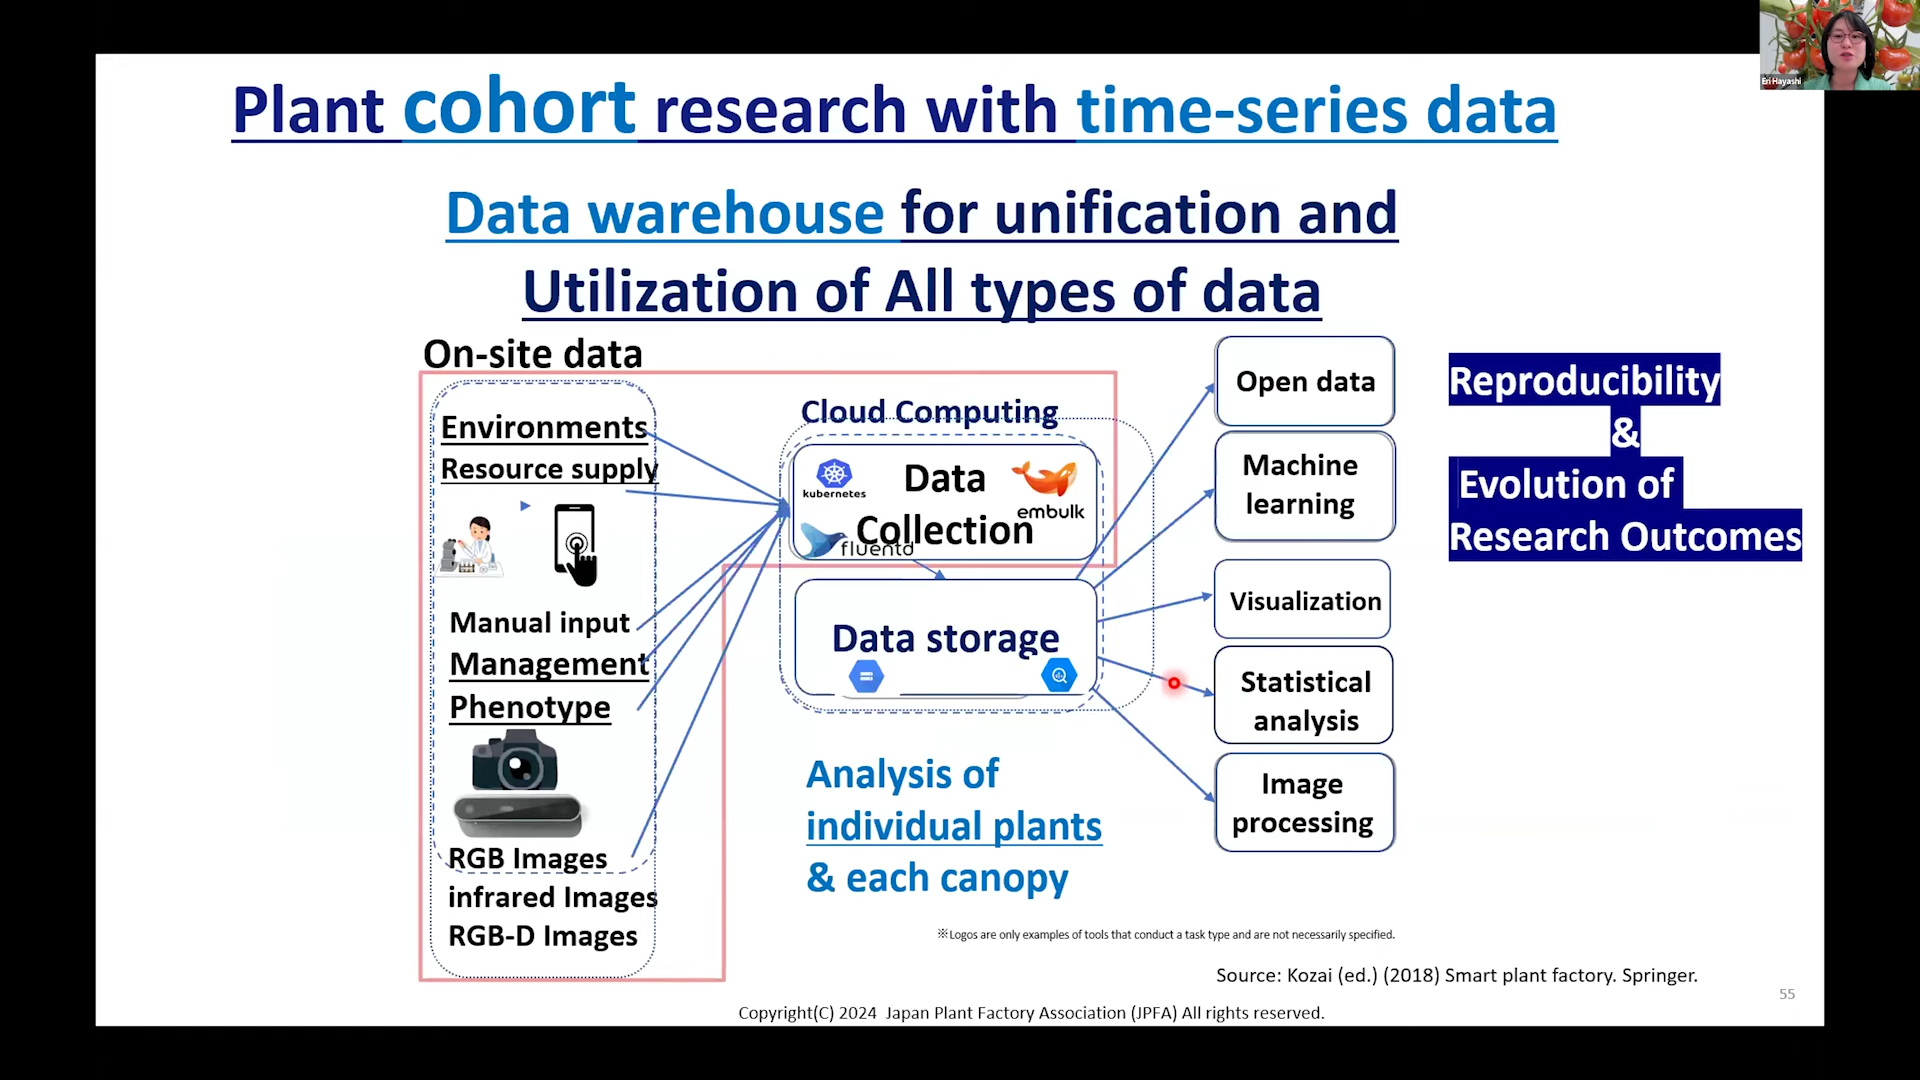 Eri Hayashi
Plant cohort research with time-series data
Data warehouse for unification and
Utilization of All types of data
On-site data
Environments
Resource supply
Manual input
Management
Phenotype
RGB Images
infrared Images
RGB-D Images
Cloud Computing
kubernetes
Data
Collection
embulk
fluentd
Data storage
Analysis of
individual plants
& each canopy
Open data
Machine
learning
Visualization
Statistical
analysis
Image
processing
Reproducibility
&
Evolution of
Research Outcomes
※Logos are only examples of tools that conduct a task type and are not necessarily specified.
Source: Kozai (ed.) (2018) Smart plant factory. Springer.
55
Copyright(C) 2024 Japan Plant Factory Association (JPFA) All rights reserved.